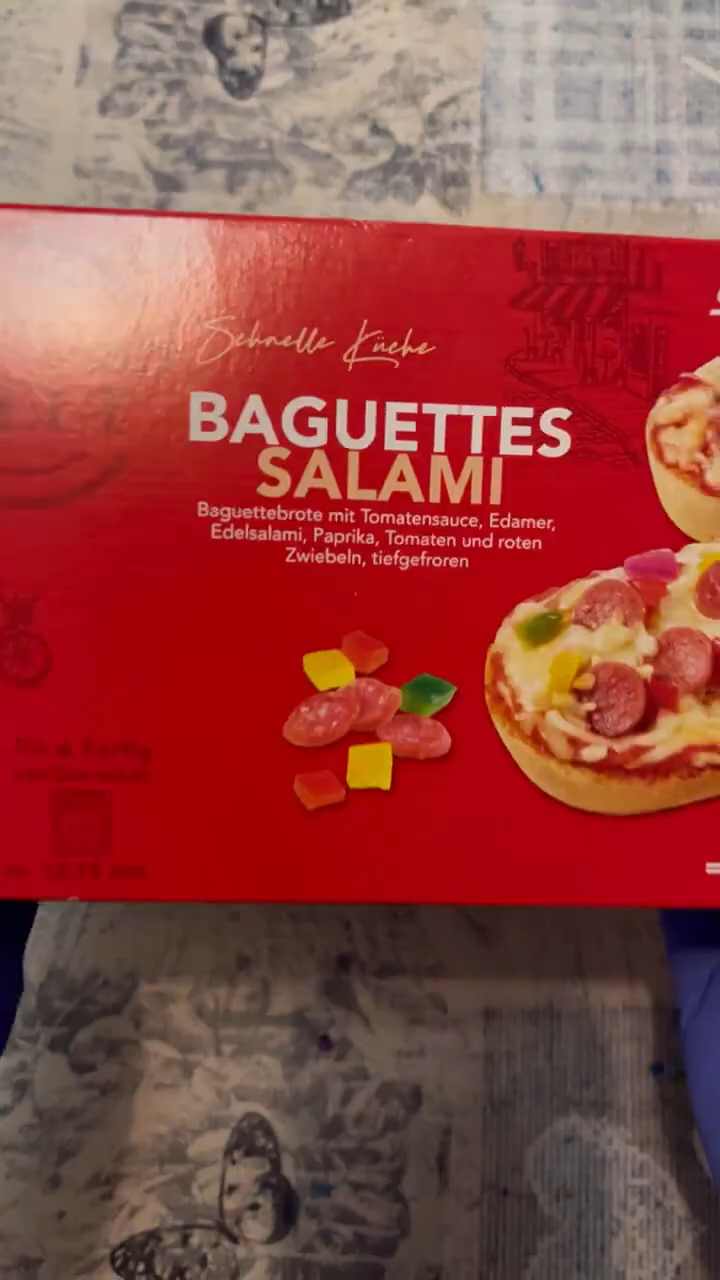 Schnelle Küche
BAGUETTES
SALAMI
Baguettebrote mit Tomatensauce, Edamer,
Edelsalami, Paprika, Tomaten und roten
Zwiebeln, tiefgefroren